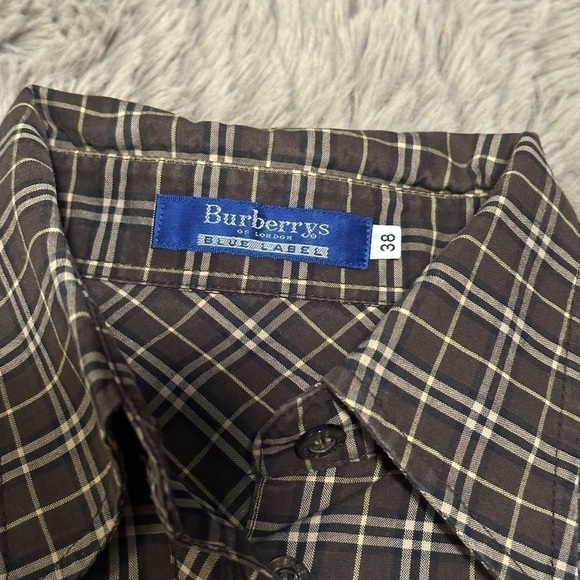 Burberrys
OF LONDON
BLUE LABEL
38